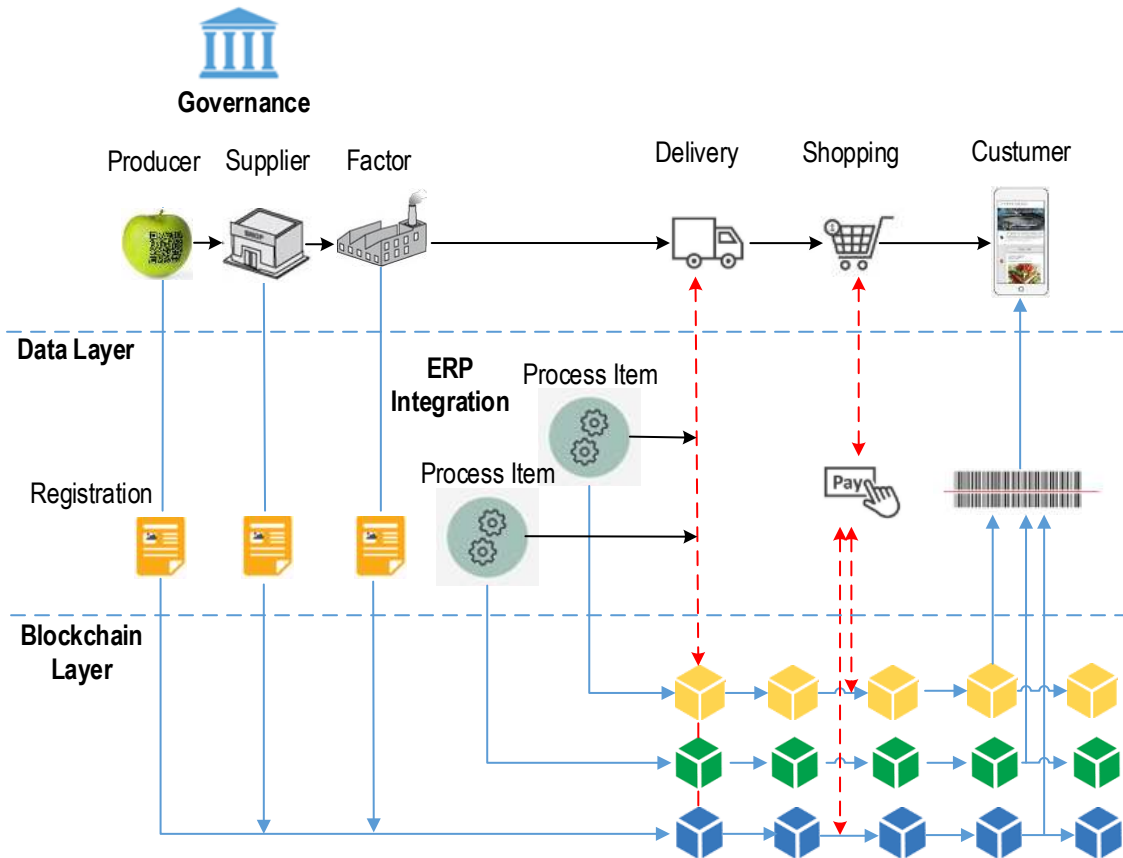 Governance
Producer
Supplier
Factor
Delivery
Shopping
Custumer
Data Layer
ERP
Integration
Process Item
Process Item
Registration
Pay
Blockchain
Layer